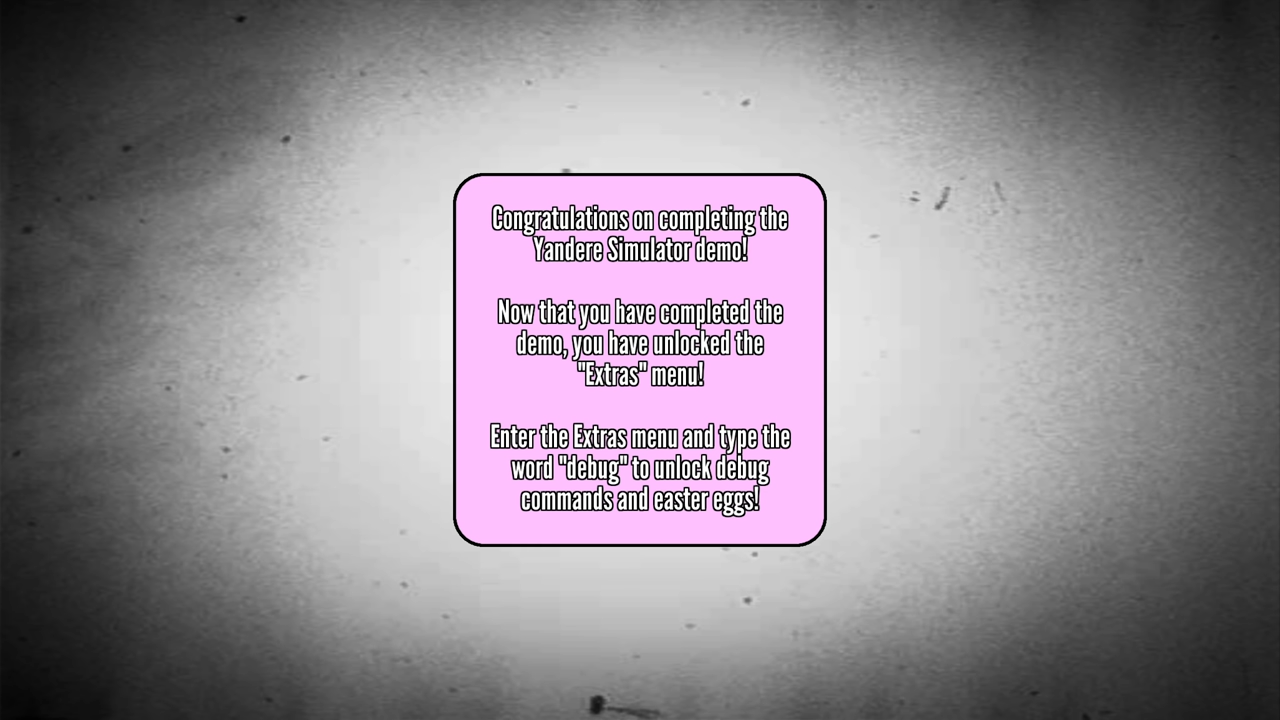 Congratulations on completing the
Yandere Simulator demo!
Now that you have completed the
demo, you have unlocked the
"Extras" menu!
Enter the Extras menu and type the
word "debug" to unlock debug
commands and easter eggs!